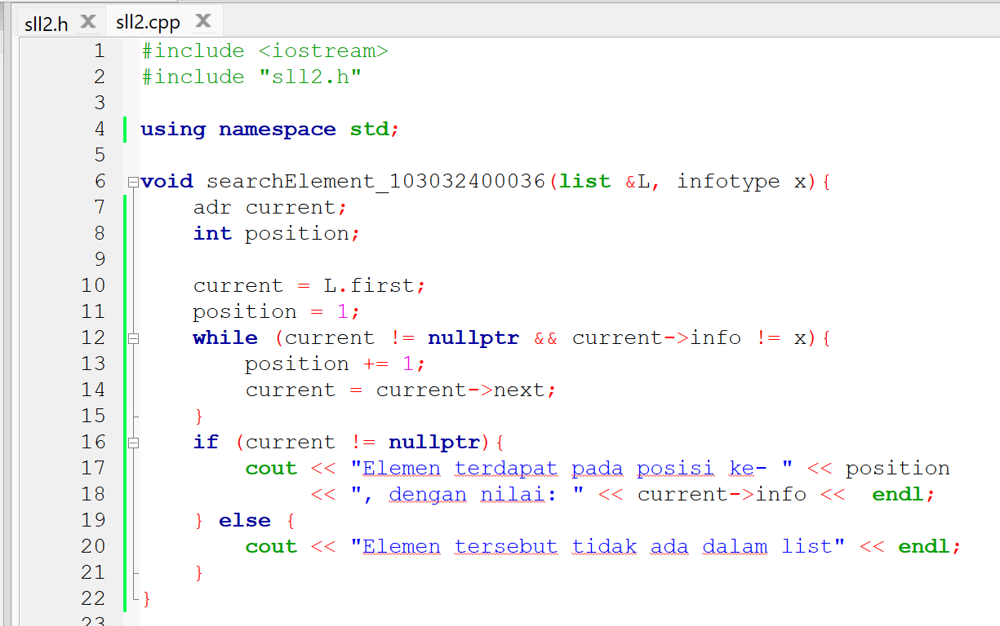 sll2.h X sll2.cpp X
1 #include <iostream>
2 #include "sll2.h"
3
4 using namespace std;
5
6 void searchElement_103032400036(list &L, infotype x){
7 adr current;
8 int position;
9
10 current = L.first;
11 position = 1;
12 while (current != nullptr && current->info != x){
13 position += 1;
14 current = current->next;
15 }
16 if (current != nullptr){
17 cout << "Elemen terdapat pada posisi ke- " << position
18 << ", dengan nilai: " << current->info <<  endl;
19 } else {
20 cout << "Elemen tersebut tidak ada dalam list" << endl;
21 }
22 }
23